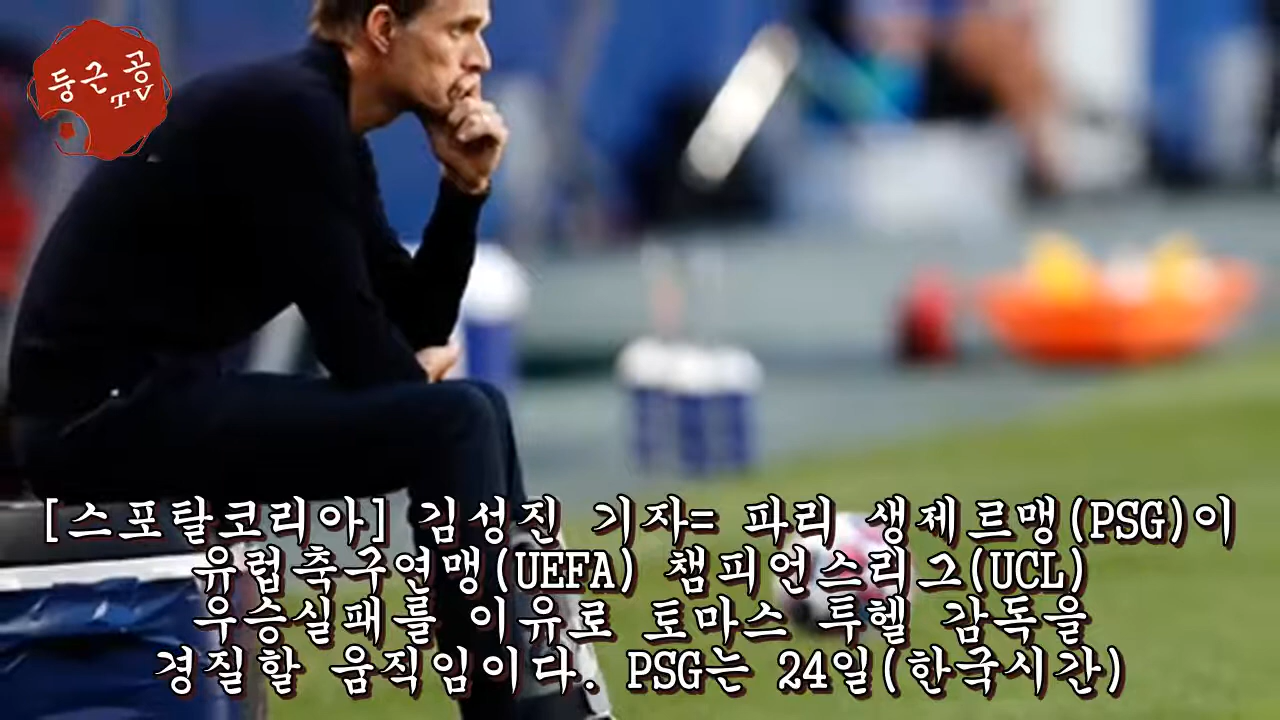 둥근 공
TV
[스포탈코리아] 김성진 기자= 파리 생제르맹(PSG)이
유럽축구연맹(UEFA) 챔피언스리그(UCL)
우승실패를 이유로 토마스 투헬 감독을
경질할 움직임이다. PSG는 24일(한국시간)